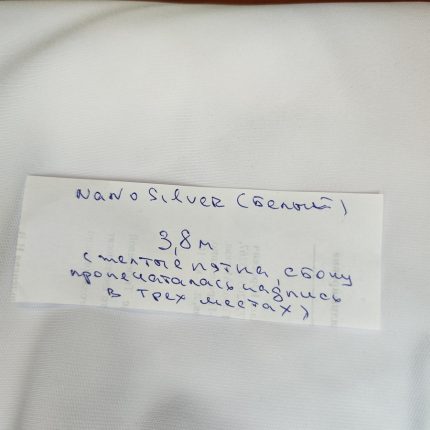 NaNo Silver (Белый)
3,8 м
(желтые пятна, сбоку
пропечаталась надпись
в трех местах)